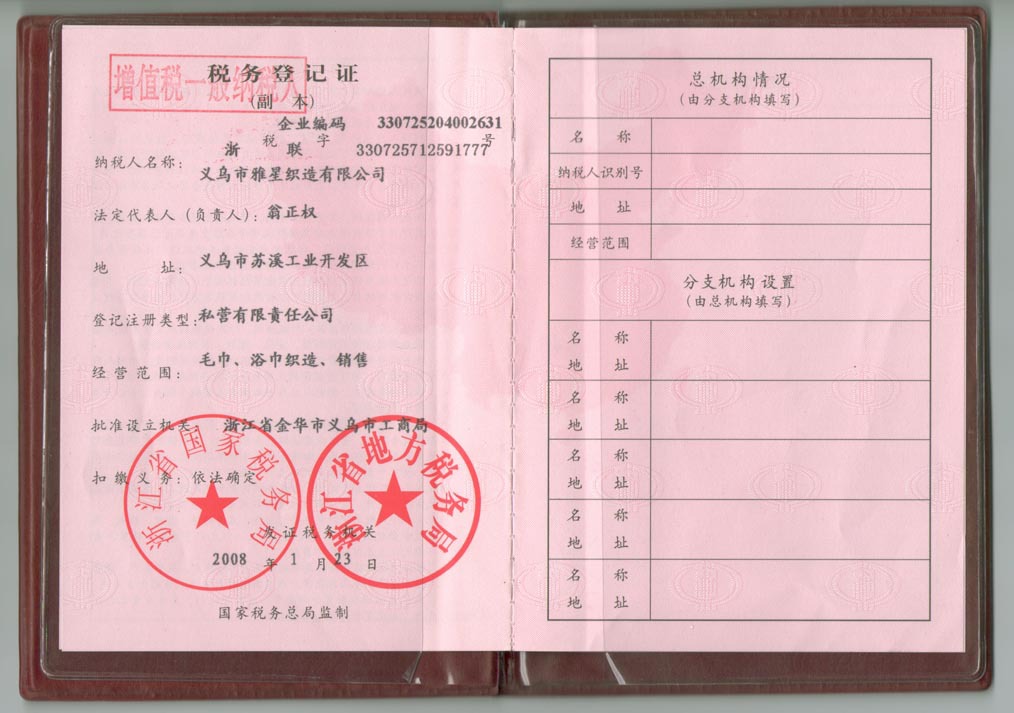 增值税一般纳税人
税务登记证
(副 本)
企业编码 330725204002631
浙 税 联 字 330725712591777 号
纳税人名称: 义乌市雅星织造有限公司
法定代表人(负责人): 翁正权
地 址: 义乌市苏溪工业开发区
登记注册类型: 私营有限责任公司
经营范围: 毛巾、浴巾织造、销售
批准设立机关: 浙江省金华市义乌市工商局
扣缴义务: 依法确定
浙江省国家税务局
浙江省地方税务局
发证税务机关
2008 年 1 月 23 日
国家税务总局监制
总机构情况
(由分支机构填写)
名 称
纳税人识别号
地 址
经营范围
分支机构设置
(由总机构填写)
名 称
地 址
名 称
地 址
名 称
地 址
名 称
地 址
名 称
地 址